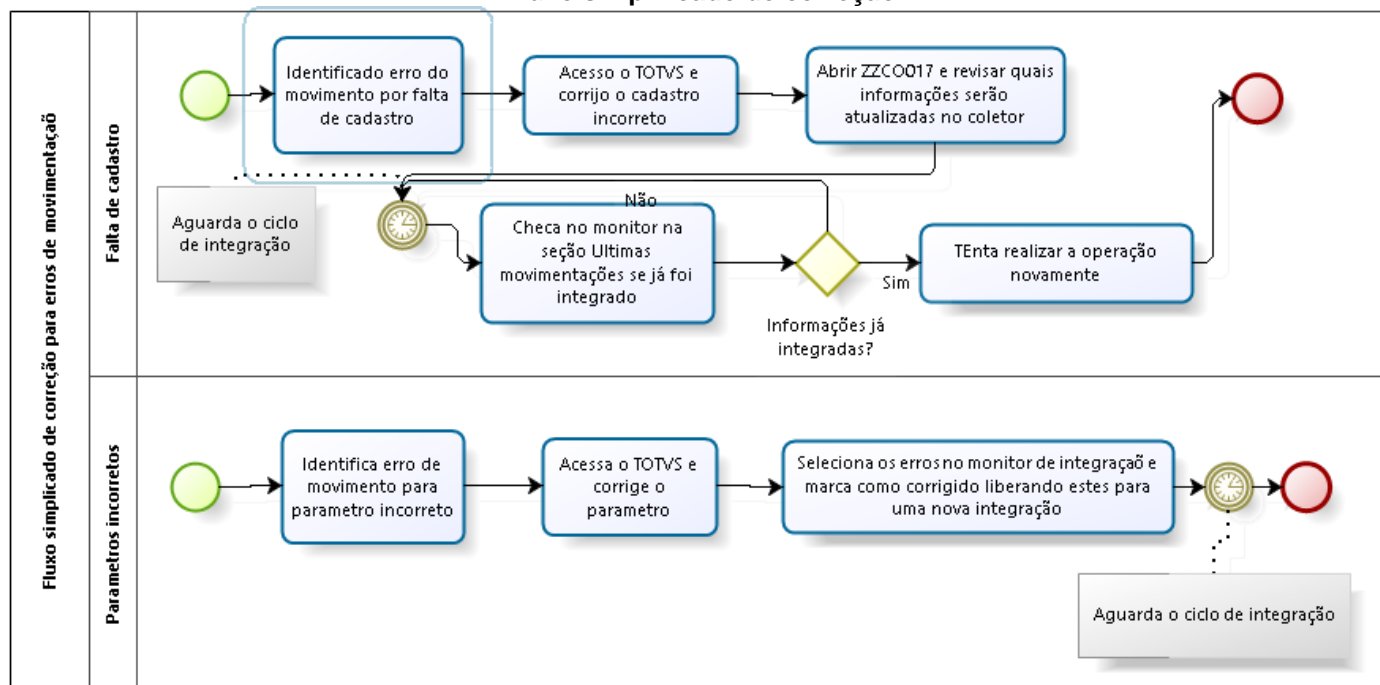 Fluxo simplicado de correção para erros de movimentaçaõ
Falta de cadastro
Identificado erro do
movimento por falta
de cadastro
Acesso o TOTVS e
corrijo o cadastro
incorreto
Abrir ZZCO017 e revisar quais
informações serão
atualizadas no coletor
Aguarda o ciclo
de integração
Não
Checa no monitor na
seção Ultimas
movimentações se já foi
integrado
Sim
TEnta realizar a operação
novamente
Informações já
integradas?
Parametros incorretos
Identifica erro de
movimento para
parametro incorreto
Acessa o TOTVS e
corrige o
parametro
Seleciona os erros no monitor de integraçaõ e
marca como corrigido liberando estes para
uma nova integração
Aguarda o ciclo de integração